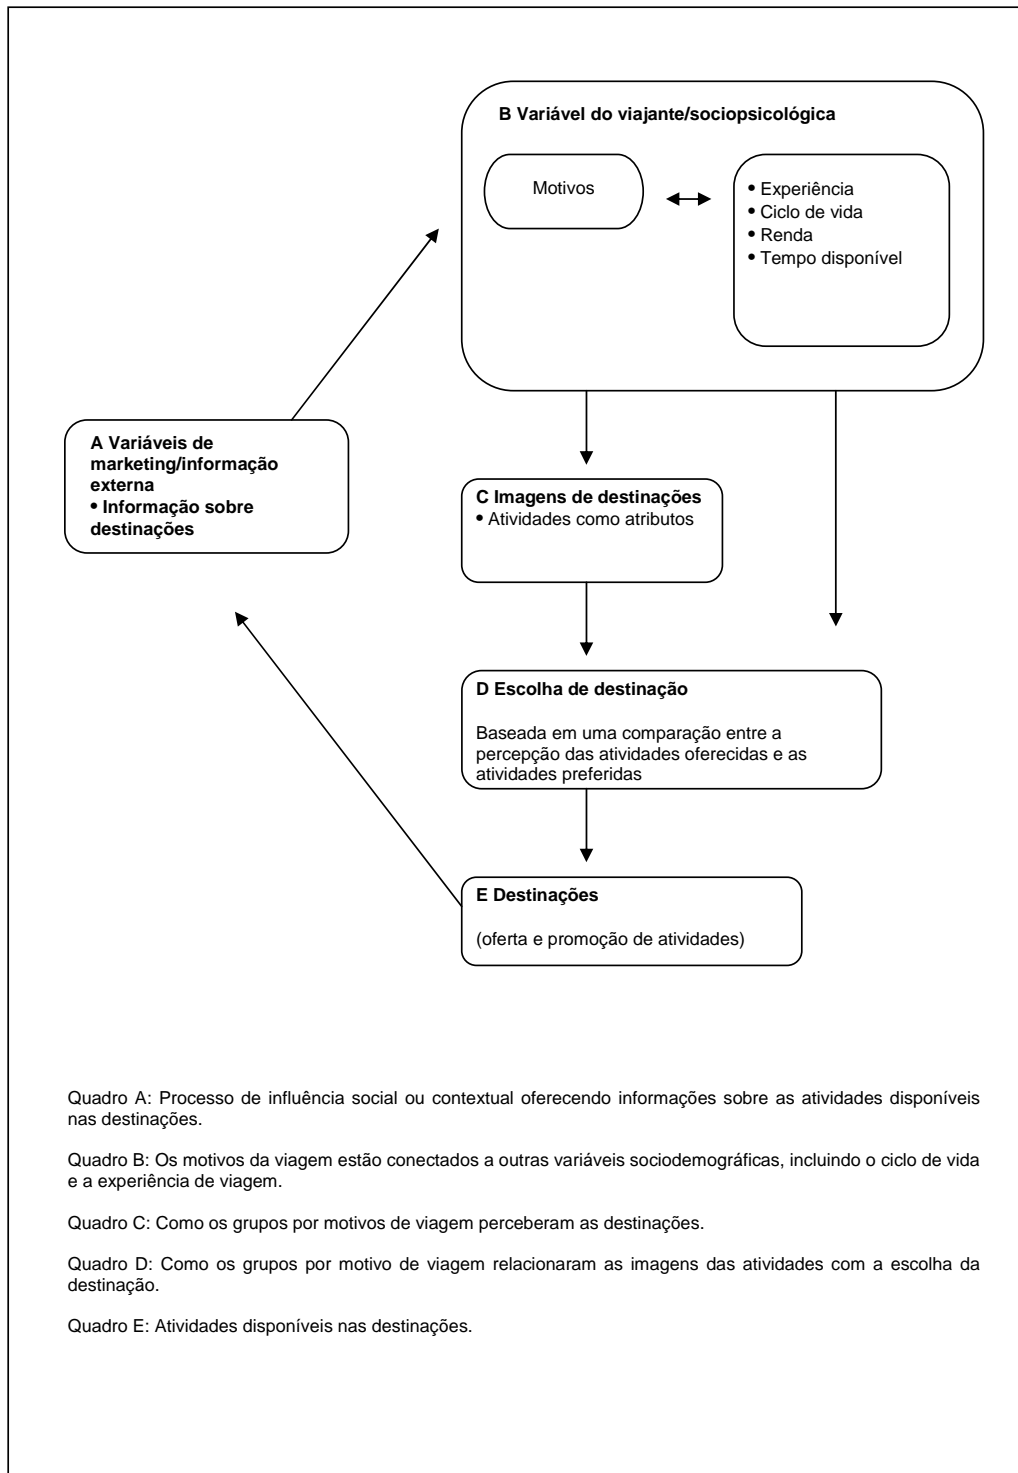 B Variável do viajante/sociopsicológica
Motivos
• Experiência
• Ciclo de vida
• Renda
• Tempo disponível
A Variáveis de
marketing/informação
externa
• Informação sobre
destinações
C Imagens de destinações
• Atividades como atributos
D Escolha de destinação
Baseada em uma comparação entre a
percepção das atividades oferecidas e as
atividades preferidas
E Destinações
(oferta e promoção de atividades)
Quadro A: Processo de influência social ou contextual oferecendo informações sobre as atividades disponíveis
nas destinações.
Quadro B: Os motivos da viagem estão conectados a outras variáveis sociodemográficas, incluindo o ciclo de vida
e a experiência de viagem.
Quadro C: Como os grupos por motivos de viagem perceberam as destinações.
Quadro D: Como os grupos por motivo de viagem relacionaram as imagens das atividades com a escolha da
destinação.
Quadro E: Atividades disponíveis nas destinações.